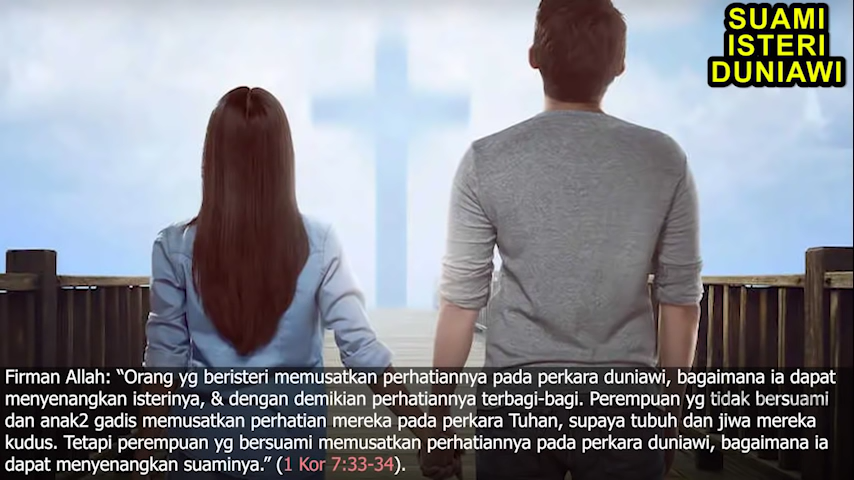 SUAMI
ISTERI
DUNIAWI
Firman Allah: “Orang yg beristeri memusatkan perhatiannya pada perkara duniawi, bagaimana ia dapat
menyenangkan isterinya, & dengan demikian perhatiannya terbagi-bagi. Perempuan yg tidak bersuami
dan anak2 gadis memusatkan perhatian mereka pada perkara Tuhan, supaya tubuh dan jiwa mereka
kudus. Tetapi perempuan yg bersuami memusatkan perhatiannya pada perkara duniawi, bagaimana ia
dapat menyenangkan suaminya.” (1 Kor 7:33-34).